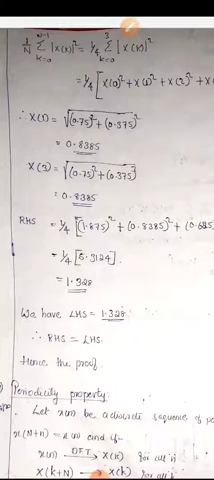 1/N Σ_{k=0}^{N-1} |X(k)|² = 1/4 Σ_{k=0}^{3} |X(k)|²
= 1/4 [X(0)² + X(1)² + X(2)² + X
∴ X(1) = √((0.75)² + (0.375)²
= 0.8385
X(3) = √((0.75)² + (0.375)²
= 0.8385
RHS = 1/4 [(1.875)² + (0.8385)² + (0.625)
= 1/4 [5.3124].
= 1.328
We have LHS = 1.328
∴ RHS = LHS
Hence the proof.
) Periodicity property:
Let x(n) be a discrete sequence of pe
x(N+n) = x(n) and if
x(n) DFT→ X(k) for all n
X(k+N) → X(k) for all